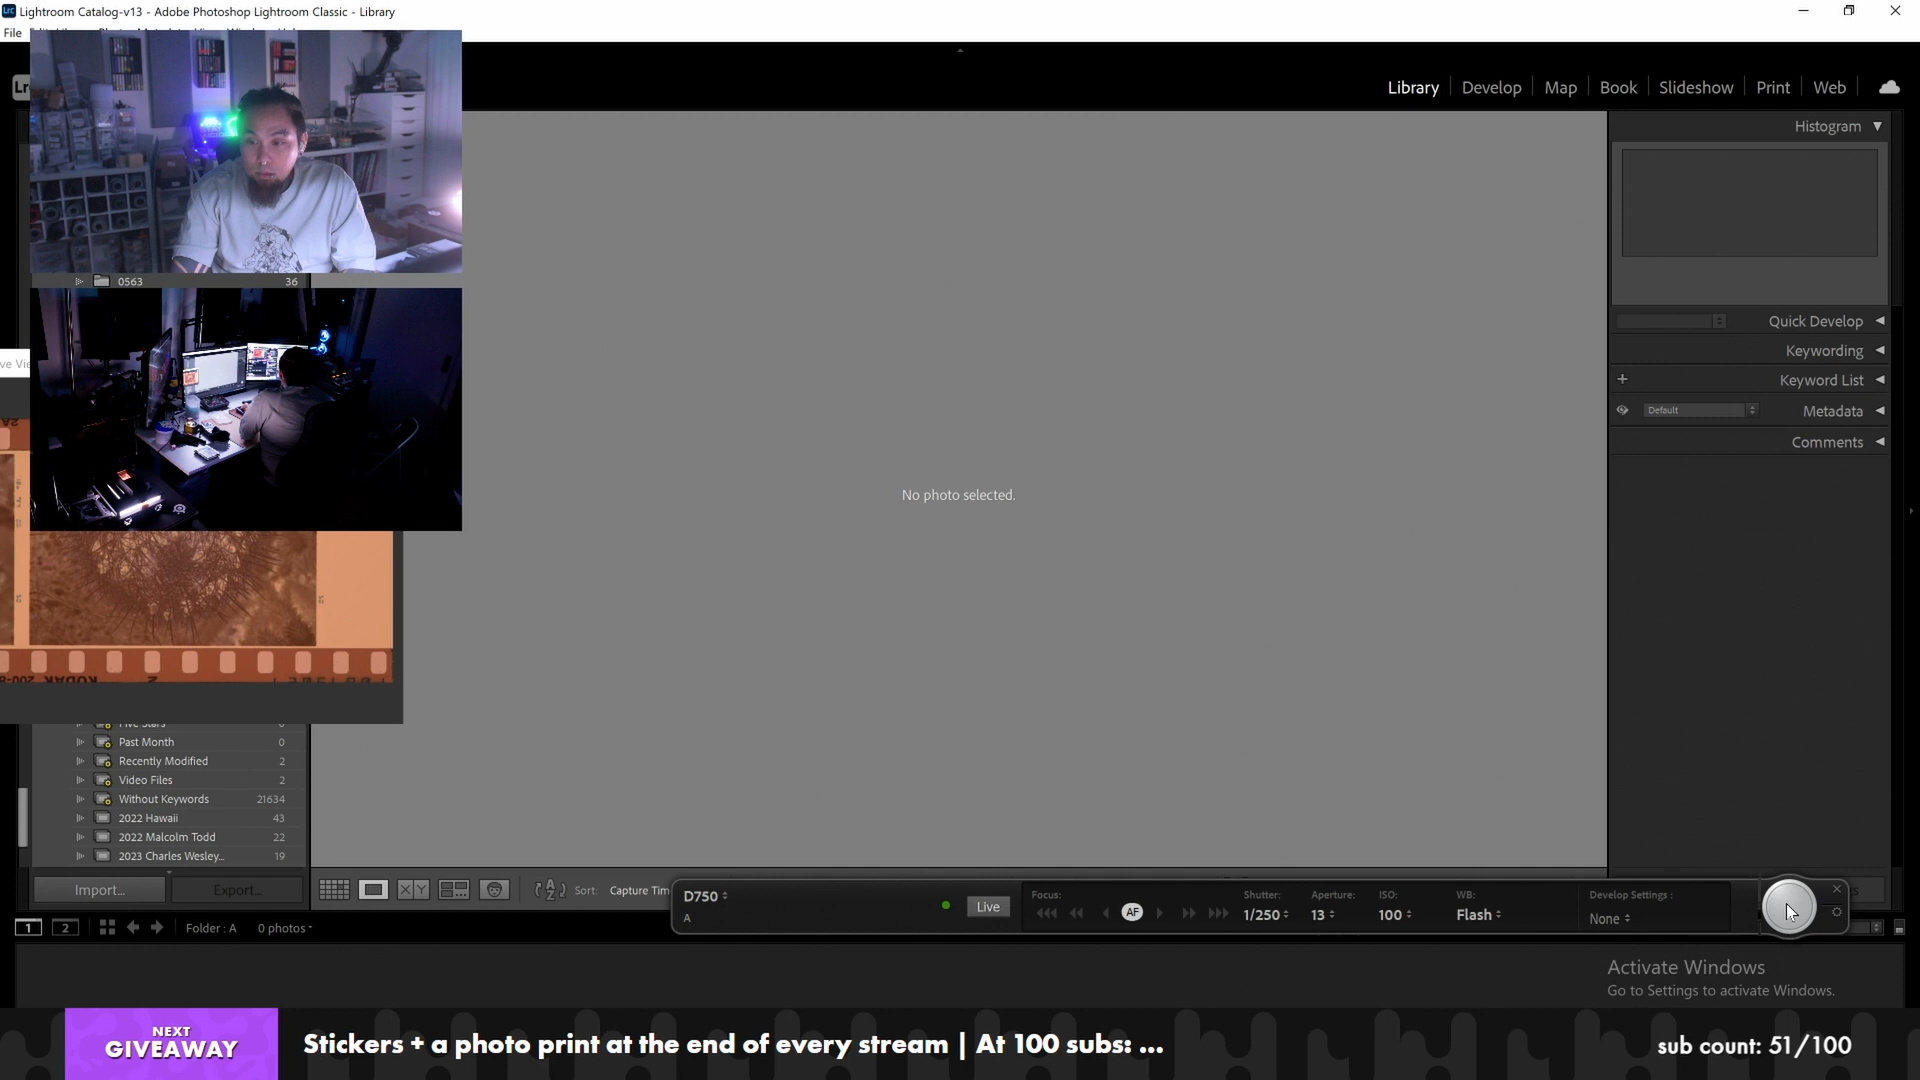 Lightroom Catalog-v13 - Adobe Photoshop Lightroom Classic - Library
File
Library
Develop
Map
Book
Slideshow
Print
Web
Histogram
Quick Develop
Keywording
Keyword List
Default
Metadata
Comments
0563 36
No photo selected.
KODAK
Five Stars
Past Month 0
Recently Modified 2
Video Files 2
Without Keywords 21634
2022 Hawaii 43
2022 Malcolm Todd 22
2023 Charles Wesley... 19
Import...
Export...
Sort: Capture Tim
D750
A
Live
Focus:
AF
Shutter:
1/250
Aperture:
13
ISO:
100
WB:
Flash
Develop Settings :
None
1 2 Folder : A 0 photos
Activate Windows
Go to Settings to activate Windows.
NEXT
GIVEAWAY
Stickers + a photo print at the end of every stream | At 100 subs: ...
sub count: 51/100